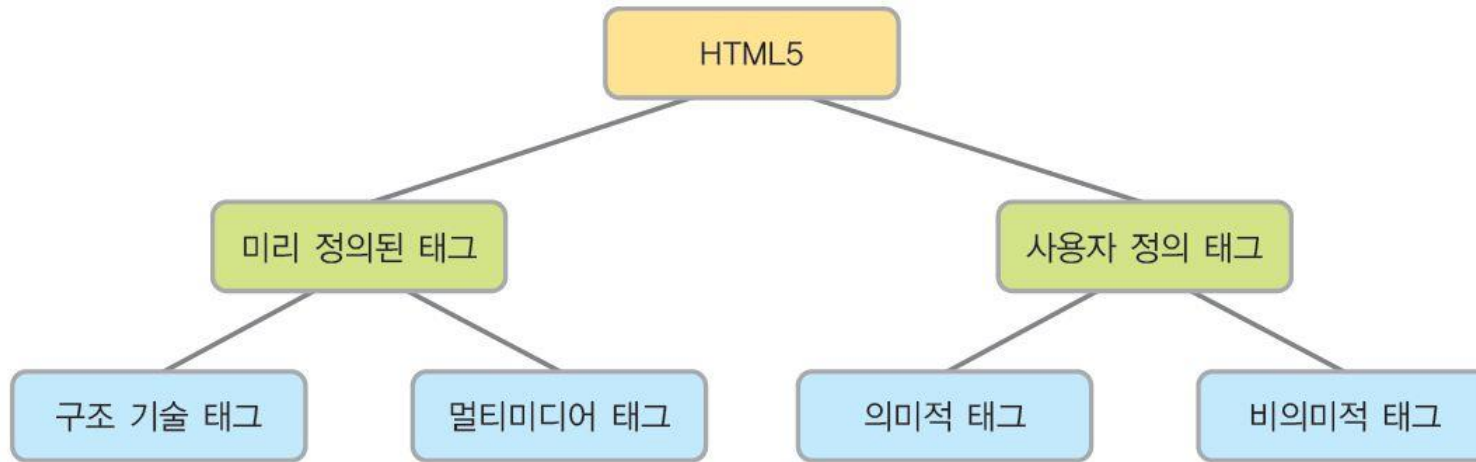 HTML5
미리 정의된 태그
사용자 정의 태그
구조 기술 태그
멀티미디어 태그
의미적 태그
비의미적 태그